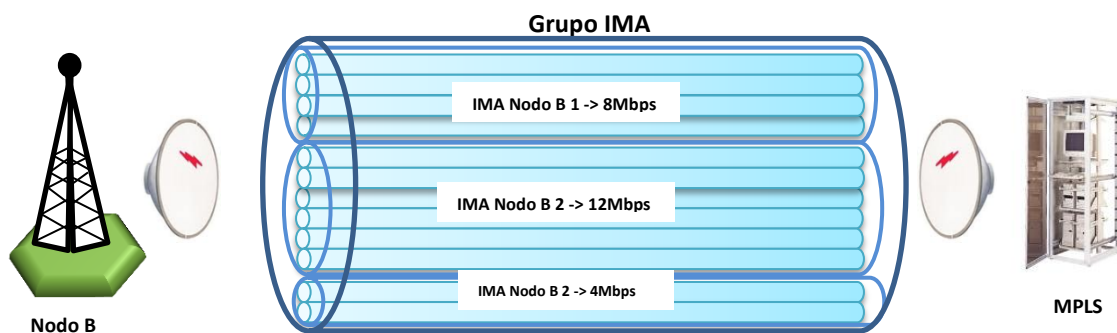 Grupo IMA
IMA Nodo B 1 -> 8Mbps
IMA Nodo B 2 -> 12Mbps
IMA Nodo B 2 -> 4Mbps
Nodo B
MPLS